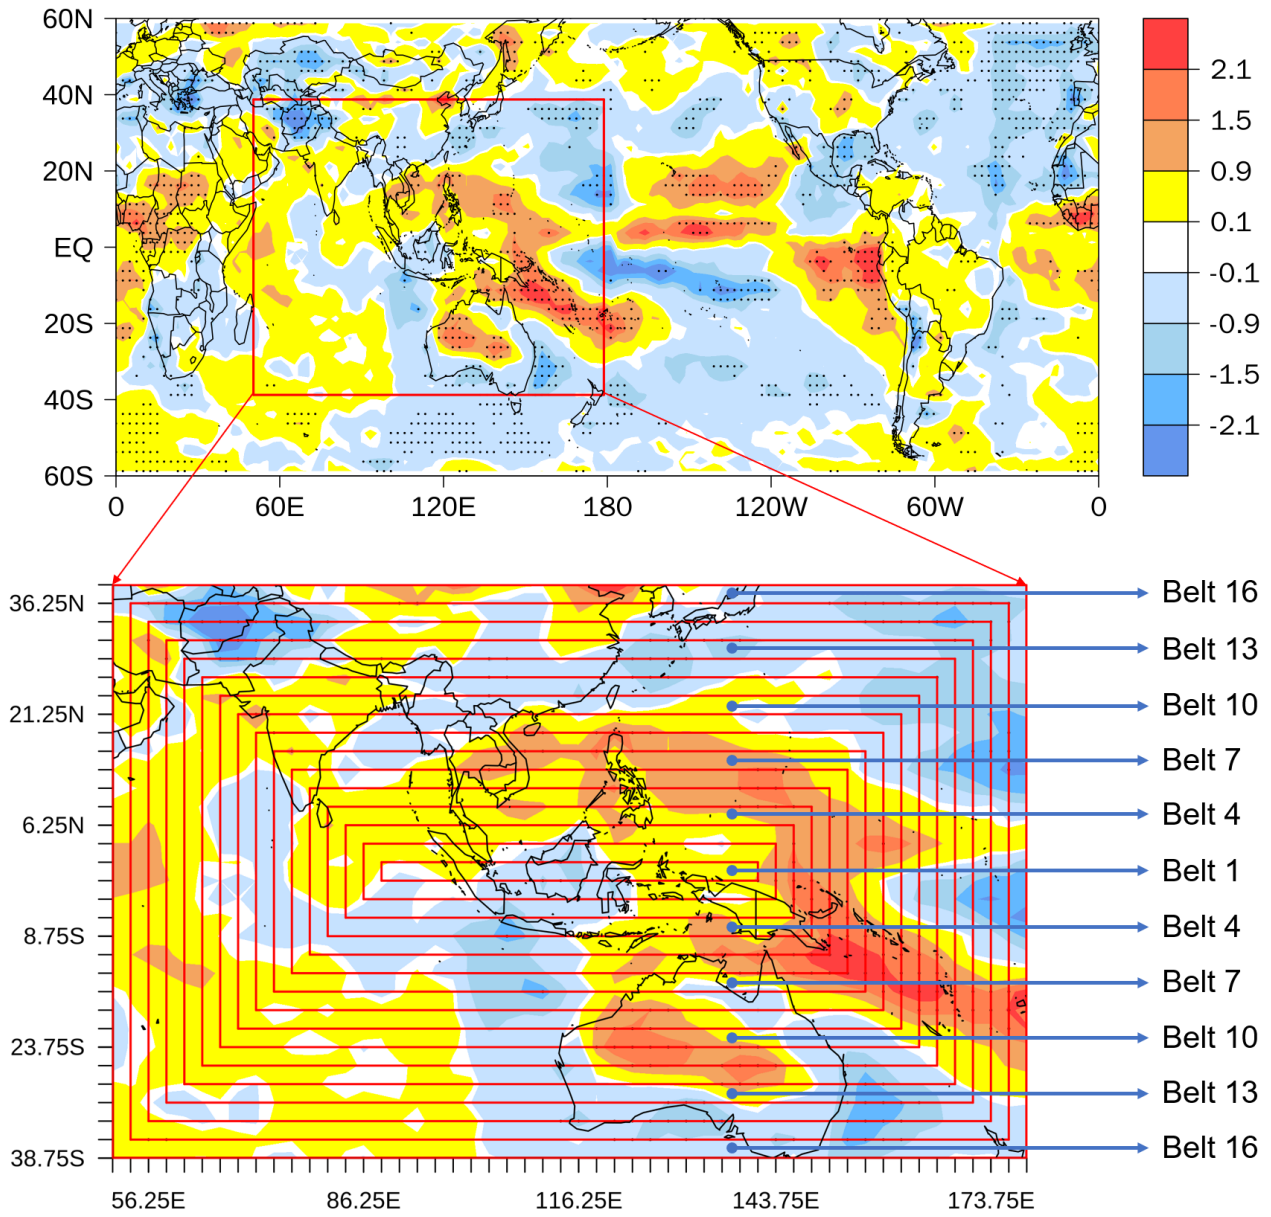 60N
40N
20N
EQ
20S
40S
60S
0 60E 120E 180 120W 60W 0
2.1
1.5
0.9
0.1
-0.1
-0.9
-1.5
-2.1
36.25N
21.25N
6.25N
8.75S
23.75S
38.75S
56.25E 86.25E 116.25E 143.75E 173.75E
Belt 16
Belt 13
Belt 10
Belt 7
Belt 4
Belt 1
Belt 4
Belt 7
Belt 10
Belt 13
Belt 16